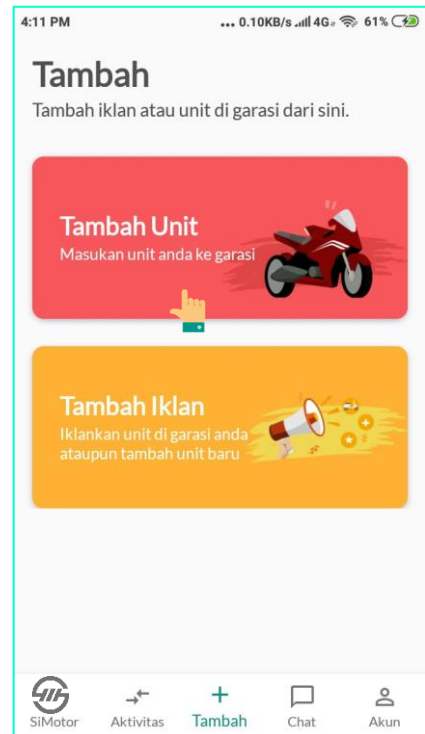 4:11 PM ... 0.10KB/s 4G 61%
Tambah
Tambah iklan atau unit di garasi dari sini.
Tambah Unit
Masukan unit anda ke garasi
Tambah Iklan
Iklankan unit di garasi anda
ataupun tambah unit baru
SiMotor Aktivitas Tambah Chat Akun